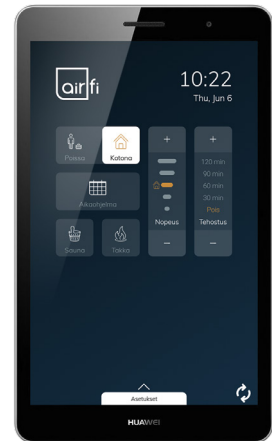 airfi
10:22
Thu, Jun 6
Poissa
Kotona
Aikaohjelma
Sauna
Takka
+
Nopeus
−
+
120 min
90 min
60 min
30 min
Pois
Tehostus
−
Asetukset
HUAWEI